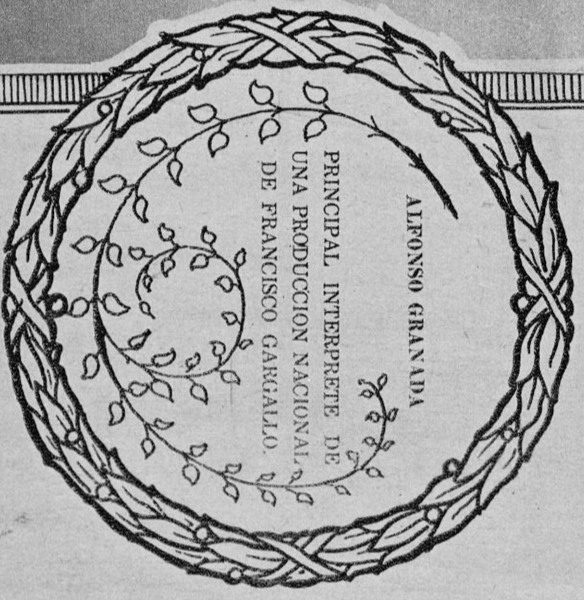 ALFONSO GRANADA
PRINCIPAL INTERPRETE DE
UNA PRODUCCION NACIONAL
DE FRANCISCO GARGALLO.